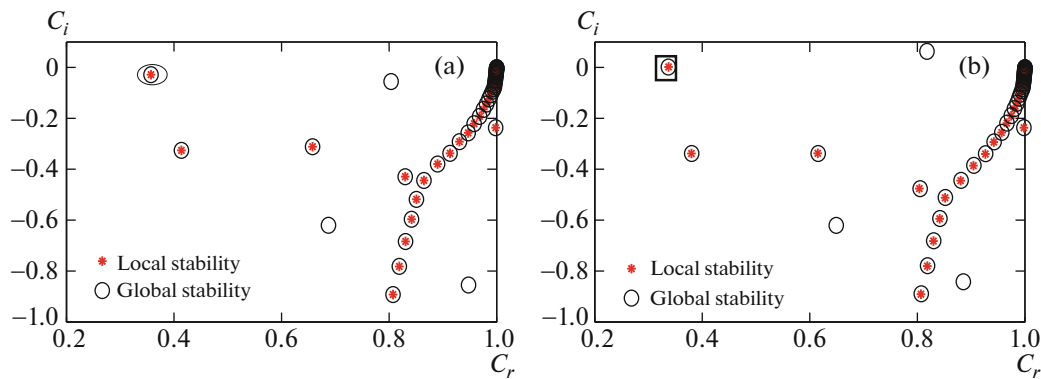 C_i
0
–0.2
–0.4
–0.6
–0.8
–1.0
0.2 0.4 0.6 0.8 1.0
C_r
(a)
* Local stability
Global stability
C_i
0
–0.2
–0.4
–0.6
–0.8
–1.0
0.2 0.4 0.6 0.8 1.0
C_r
(b)
* Local stability
Global stability